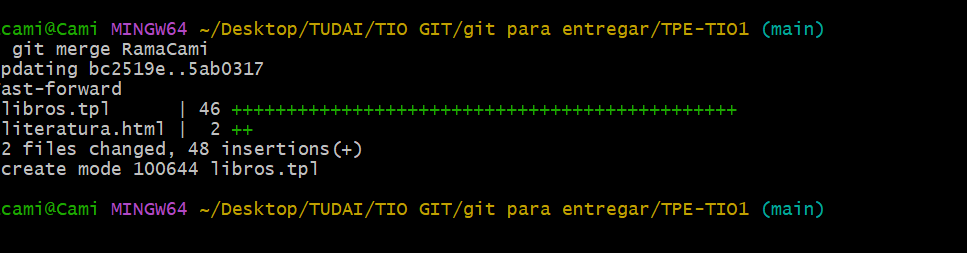 cami@Cami MINGW64 ~/Desktop/TUDAI/TIO GIT/git para entregar/TPE-TIO1 (main)
git merge RamaCami
pdating bc2519e..5ab0317
ast-forward
libros.tpl      | 46 ++++++++++++++++++++++++++++++++++++++++++++++
literatura.html |  2 ++
2 files changed, 48 insertions(+)
create mode 100644 libros.tpl
cami@Cami MINGW64 ~/Desktop/TUDAI/TIO GIT/git para entregar/TPE-TIO1 (main)